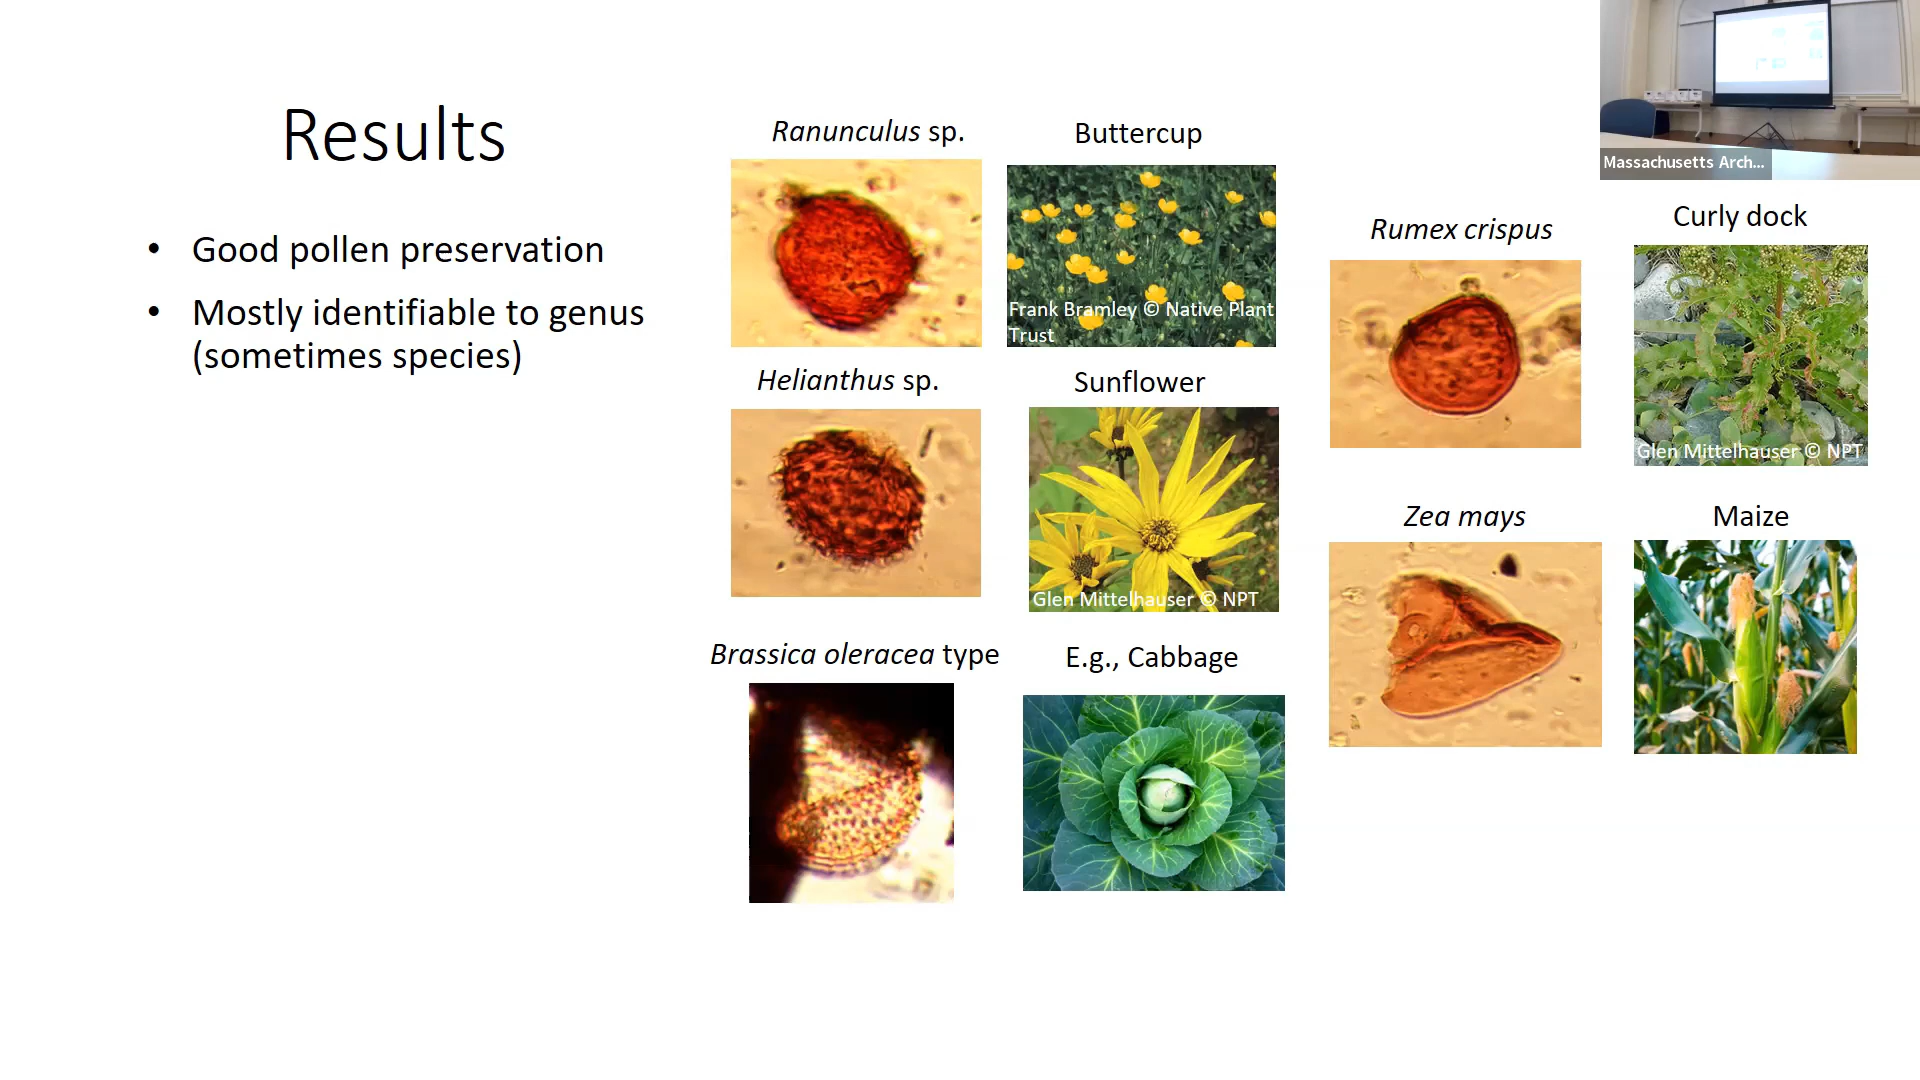 Results
• Good pollen preservation
• Mostly identifiable to genus
(sometimes species)
Ranunculus sp.
Buttercup
Frank Bramley © Native Plant
Trust
Helianthus sp.
Sunflower
Glen Mittelhauser © NPT
Brassica oleracea type
E.g., Cabbage
Massachusetts Arch...
Rumex crispus
Curly dock
Glen Mittelhauser © NPT
Zea mays
Maize